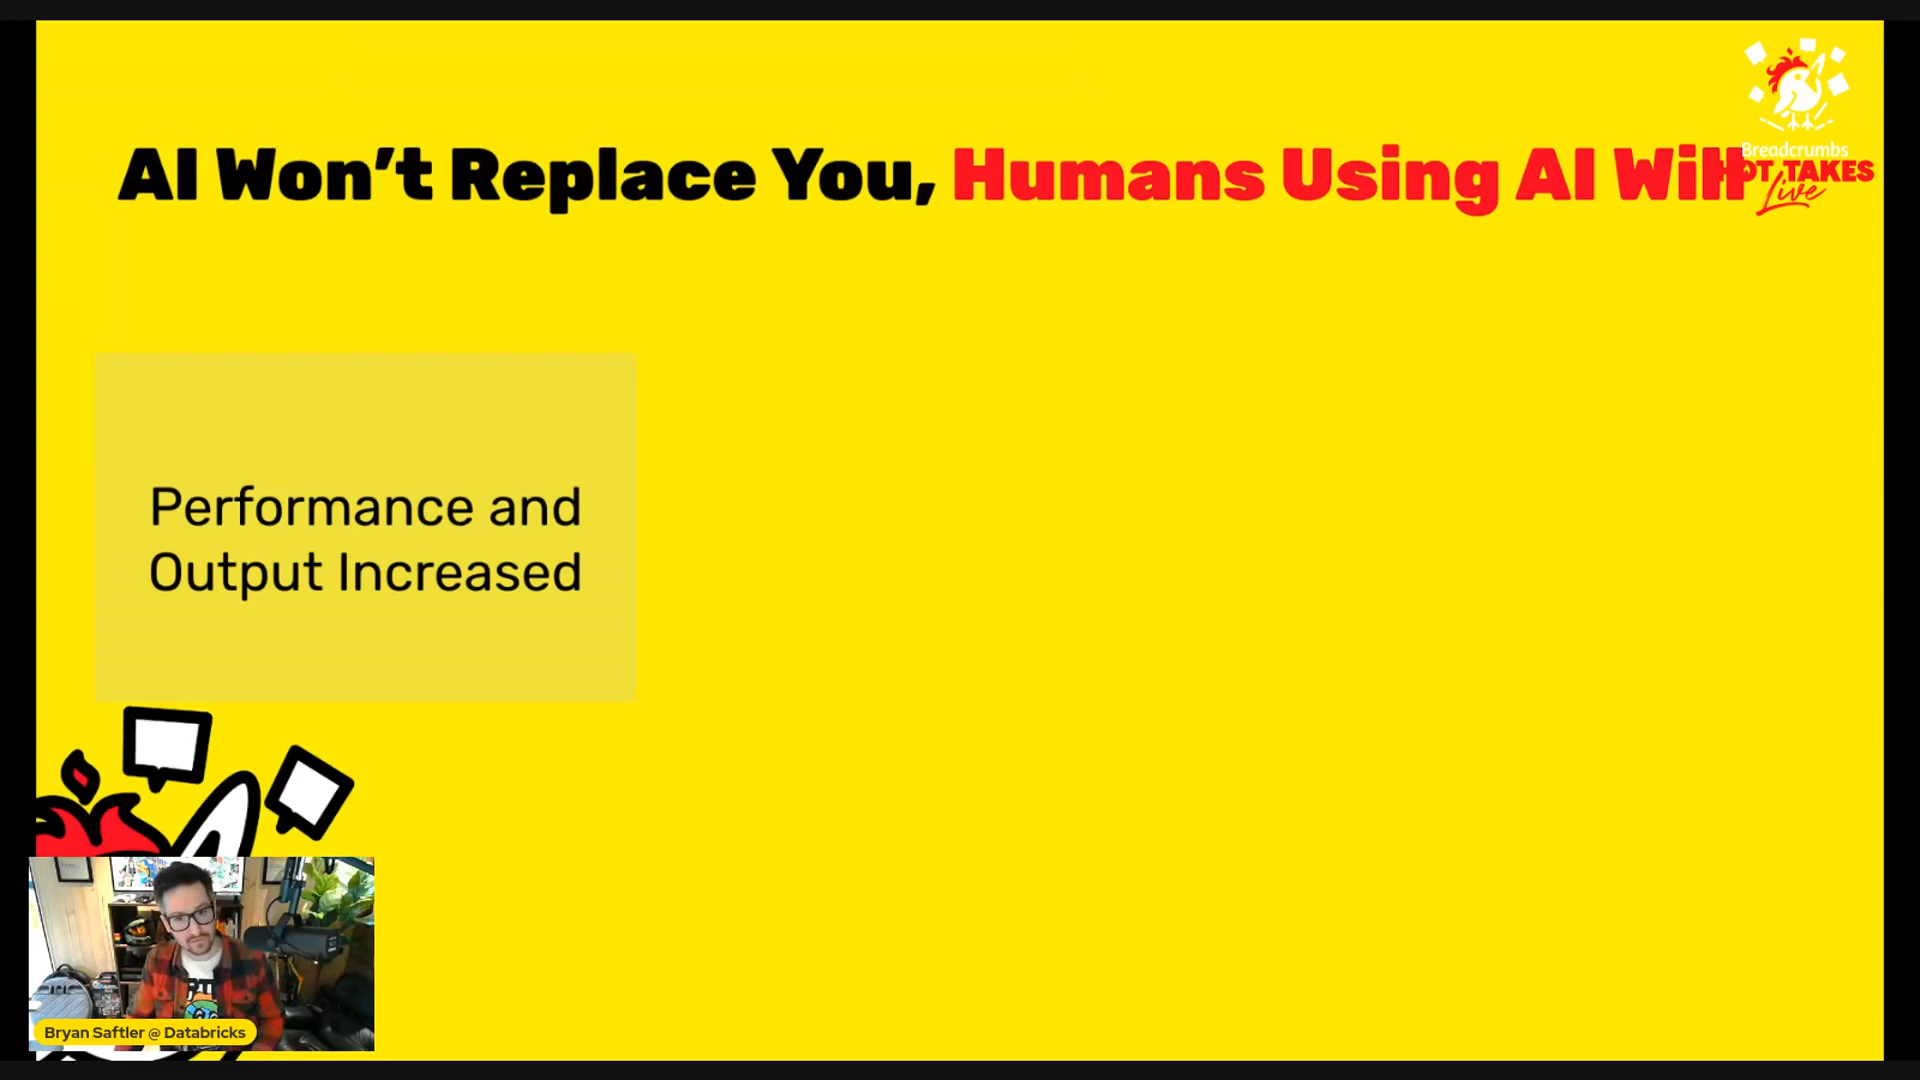 AI Won’t Replace You, Humans Using AI Will
Breadcrumbs
HOT TAKES
Live
Performance and
Output Increased
Bryan Saftler @ Databricks